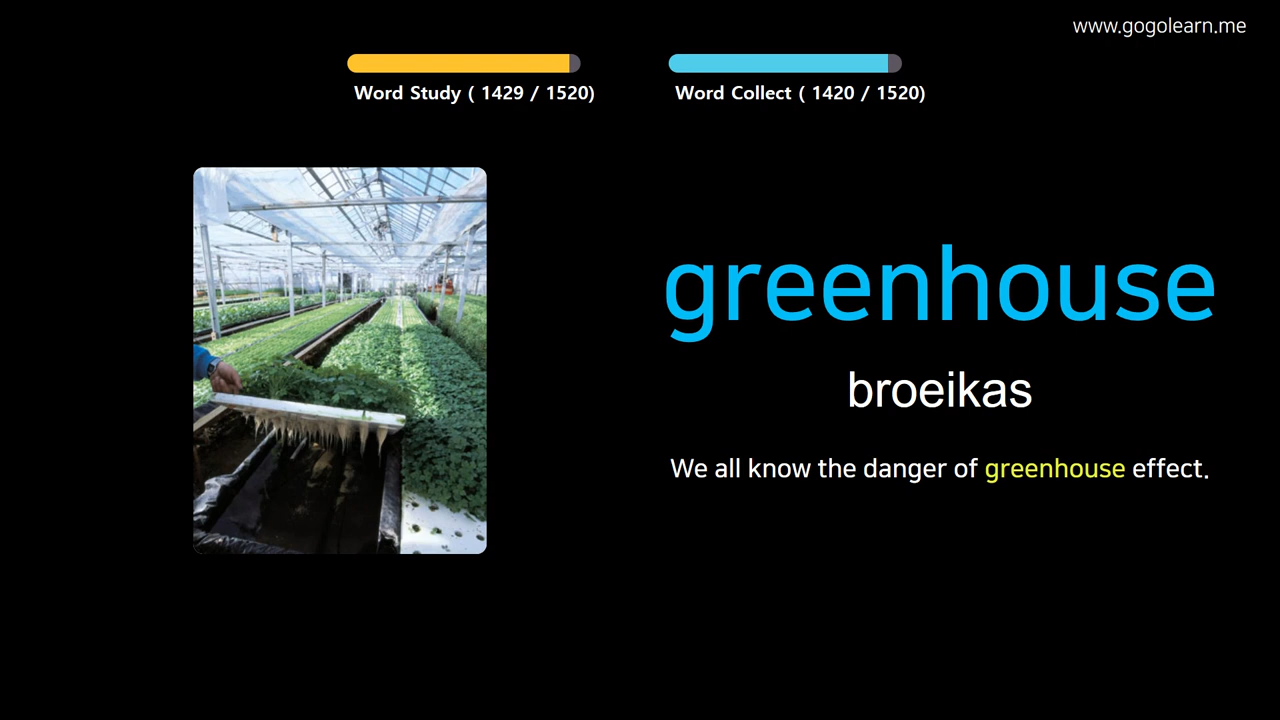 www.gogolearn.me
Word Study ( 1429 / 1520)
Word Collect ( 1420 / 1520)
greenhouse
broeikas
We all know the danger of greenhouse effect.